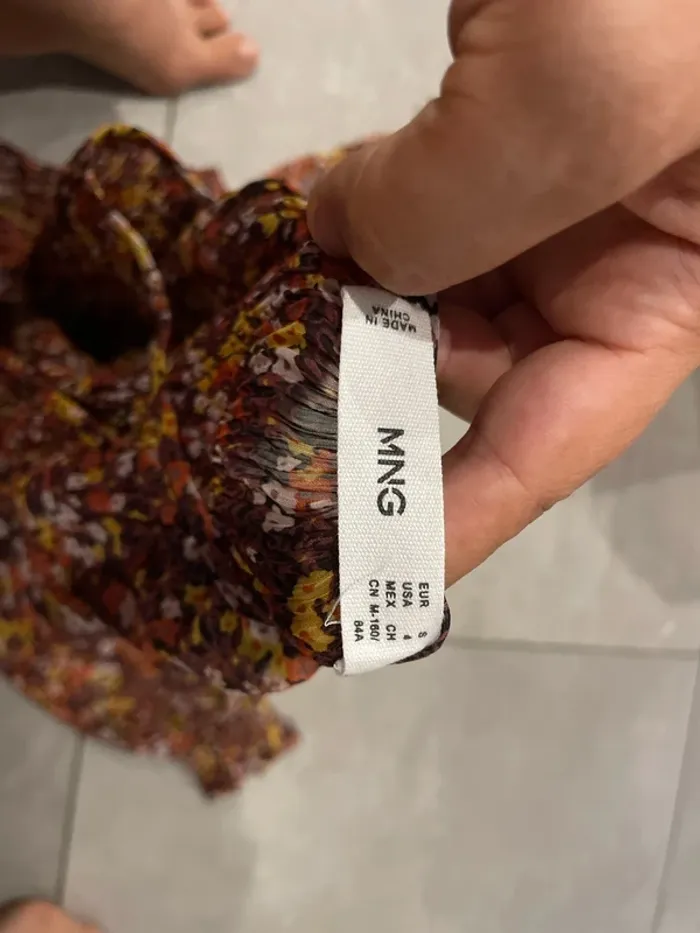 MADE IN
CHINA
MNG
EUR S
USA 4
MEX CH
CN M-160/
84A